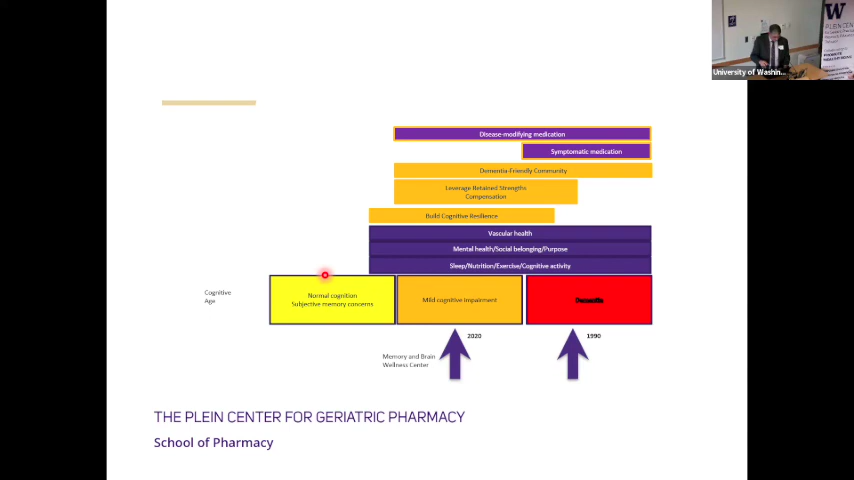 University of Washin...
W
PLEIN CEN
Disease-modifying medication
Symptomatic medication
Dementia-Friendly Community
Leverage Retained Strengths
Compensation
Build Cognitive Resilience
Vascular health
Mental health/Social belonging/Purpose
Sleep/Nutrition/Exercise/Cognitive activity
Cognitive
Age
Normal cognition
Subjective memory concerns
Mild cognitive Impairment
Dementia
2020
1990
Memory and Brain
Wellness Center
THE PLEIN CENTER FOR GERIATRIC PHARMACY
School of Pharmacy